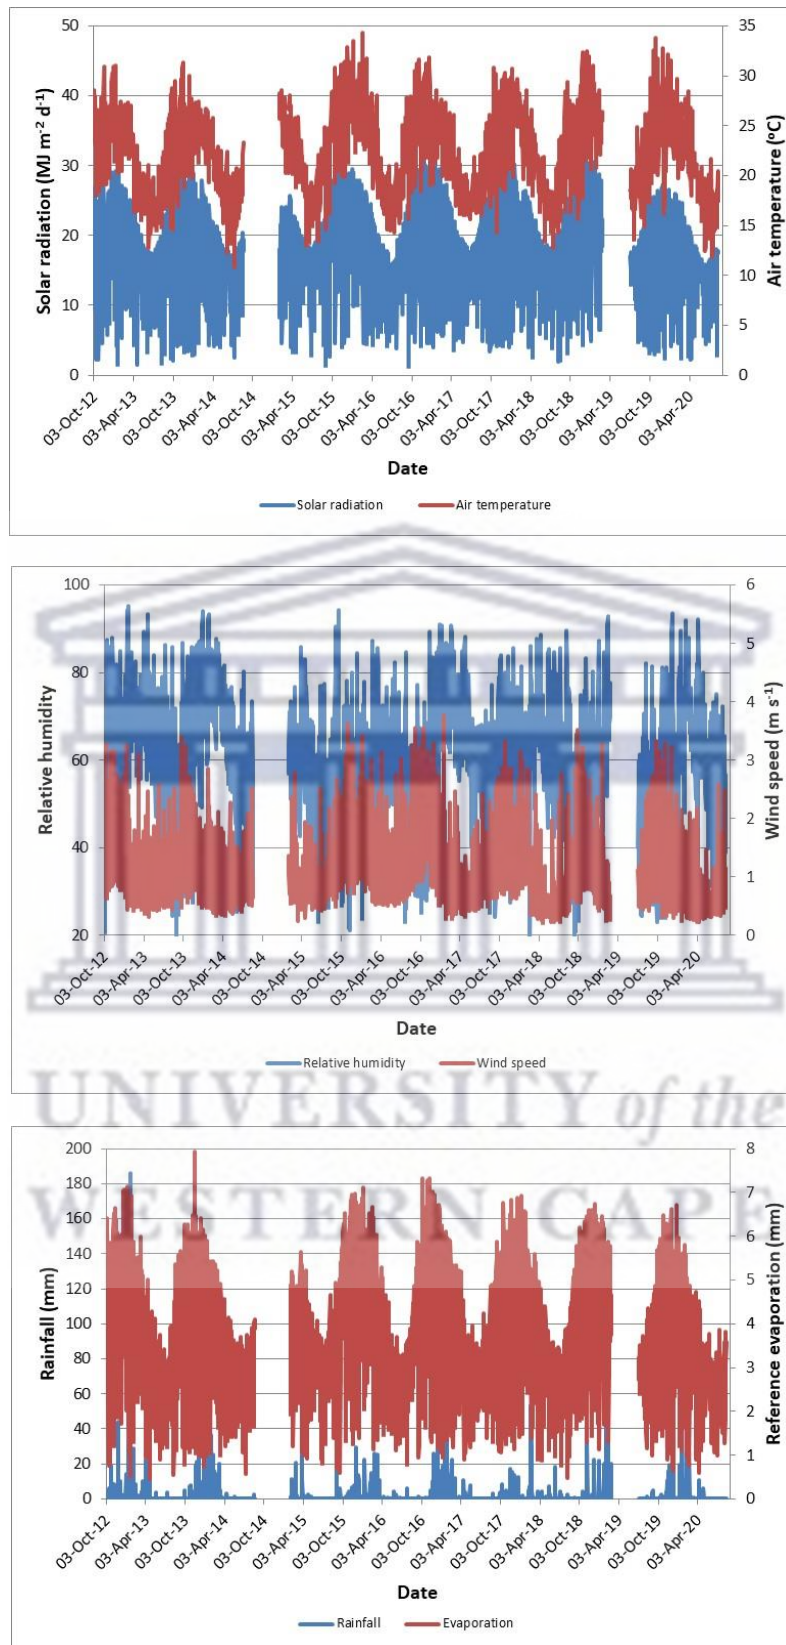 50
40
30
20
10
0
35
30
25
20
15
10
5
0
Solar radiation (MJ m⁻² d⁻¹)
Air temperature (ºC)
03-Oct-12
03-Apr-13
03-Oct-13
03-Apr-14
03-Oct-14
03-Apr-15
03-Oct-15
03-Apr-16
03-Oct-16
03-Apr-17
03-Oct-17
03-Apr-18
03-Oct-18
03-Apr-19
03-Oct-19
03-Apr-20
Date
Solar radiation Air temperature
100
80
60
40
20
6
5
4
3
2
1
0
Relative humidity
Wind speed (m s⁻¹)
03-Oct-12
03-Apr-13
03-Oct-13
03-Apr-14
03-Oct-14
03-Apr-15
03-Oct-15
03-Apr-16
03-Oct-16
03-Apr-17
03-Oct-17
03-Apr-18
03-Oct-18
03-Apr-19
03-Oct-19
03-Apr-20
Date
Relative humidity Wind speed
UNIVERSITY of the
WESTERN CAPE
200
180
160
140
120
100
80
60
40
20
0
8
7
6
5
4
3
2
1
0
Rainfall (mm)
Reference evaporation (mm)
03-Oct-12
03-Apr-13
03-Oct-13
03-Apr-14
03-Oct-14
03-Apr-15
03-Oct-15
03-Apr-16
03-Oct-16
03-Apr-17
03-Oct-17
03-Apr-18
03-Oct-18
03-Apr-19
03-Oct-19
03-Apr-20
Date
Rainfall Evaporation